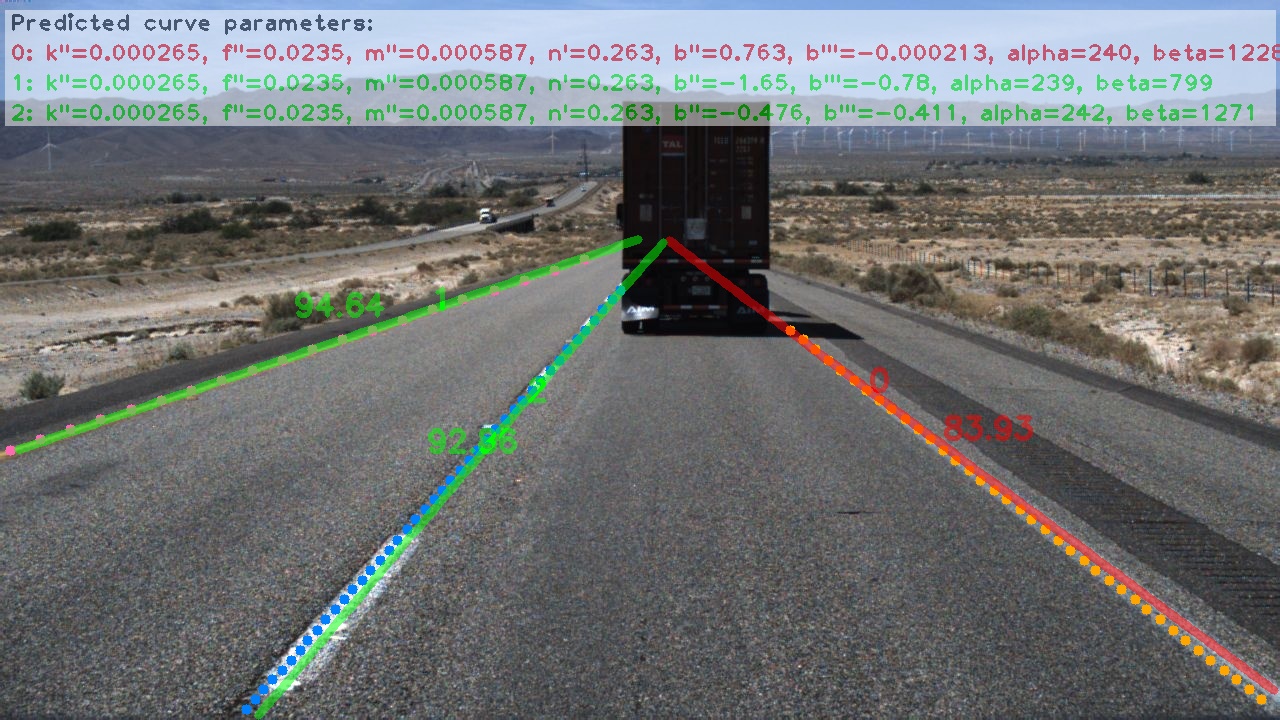 Predicted curve parameters:
0: k"=0.000265, f"=0.0235, m"=0.000587, n'=0.263, b"=0.763, b'''=-0.000213, alpha=240, beta=1228
1: k"=0.000265, f"=0.0235, m"=0.000587, n'=0.263, b"=-1.65, b'''=-0.78, alpha=239, beta=799
2: k"=0.000265, f"=0.0235, m"=0.000587, n'=0.263, b"=-0.476, b'''=-0.411, alpha=242, beta=1271
TAL
94.64
1
0
83.93
2
92.86